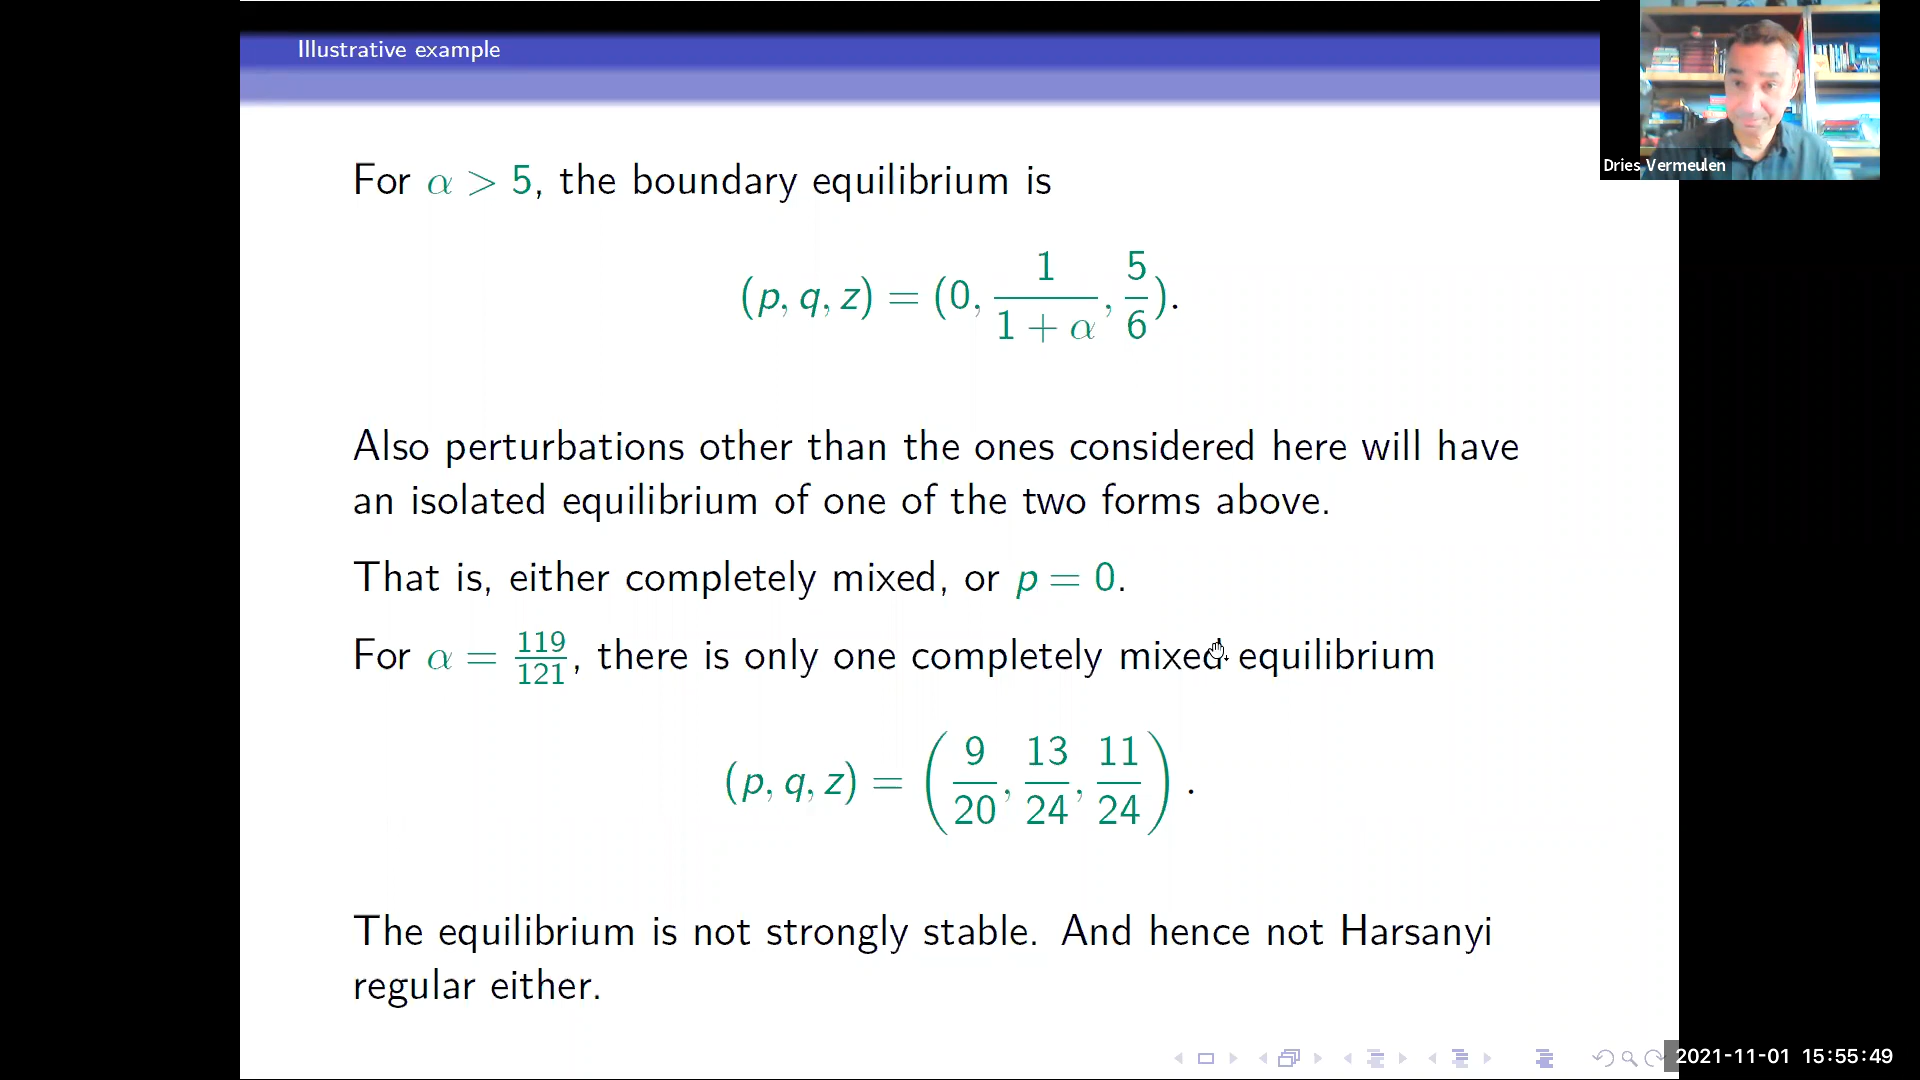 Illustrative example
Dries Vermeulen
For α > 5, the boundary equilibrium is
(p, q, z) = (0, 1/(1 + α), 5/6).
Also perturbations other than the ones considered here will have
an isolated equilibrium of one of the two forms above.
That is, either completely mixed, or p = 0.
For α = 119/121, there is only one completely mixed equilibrium
(p, q, z) = (9/20, 13/24, 11/24).
The equilibrium is not strongly stable. And hence not Harsanyi
regular either.
2021-11-01 15:55:49